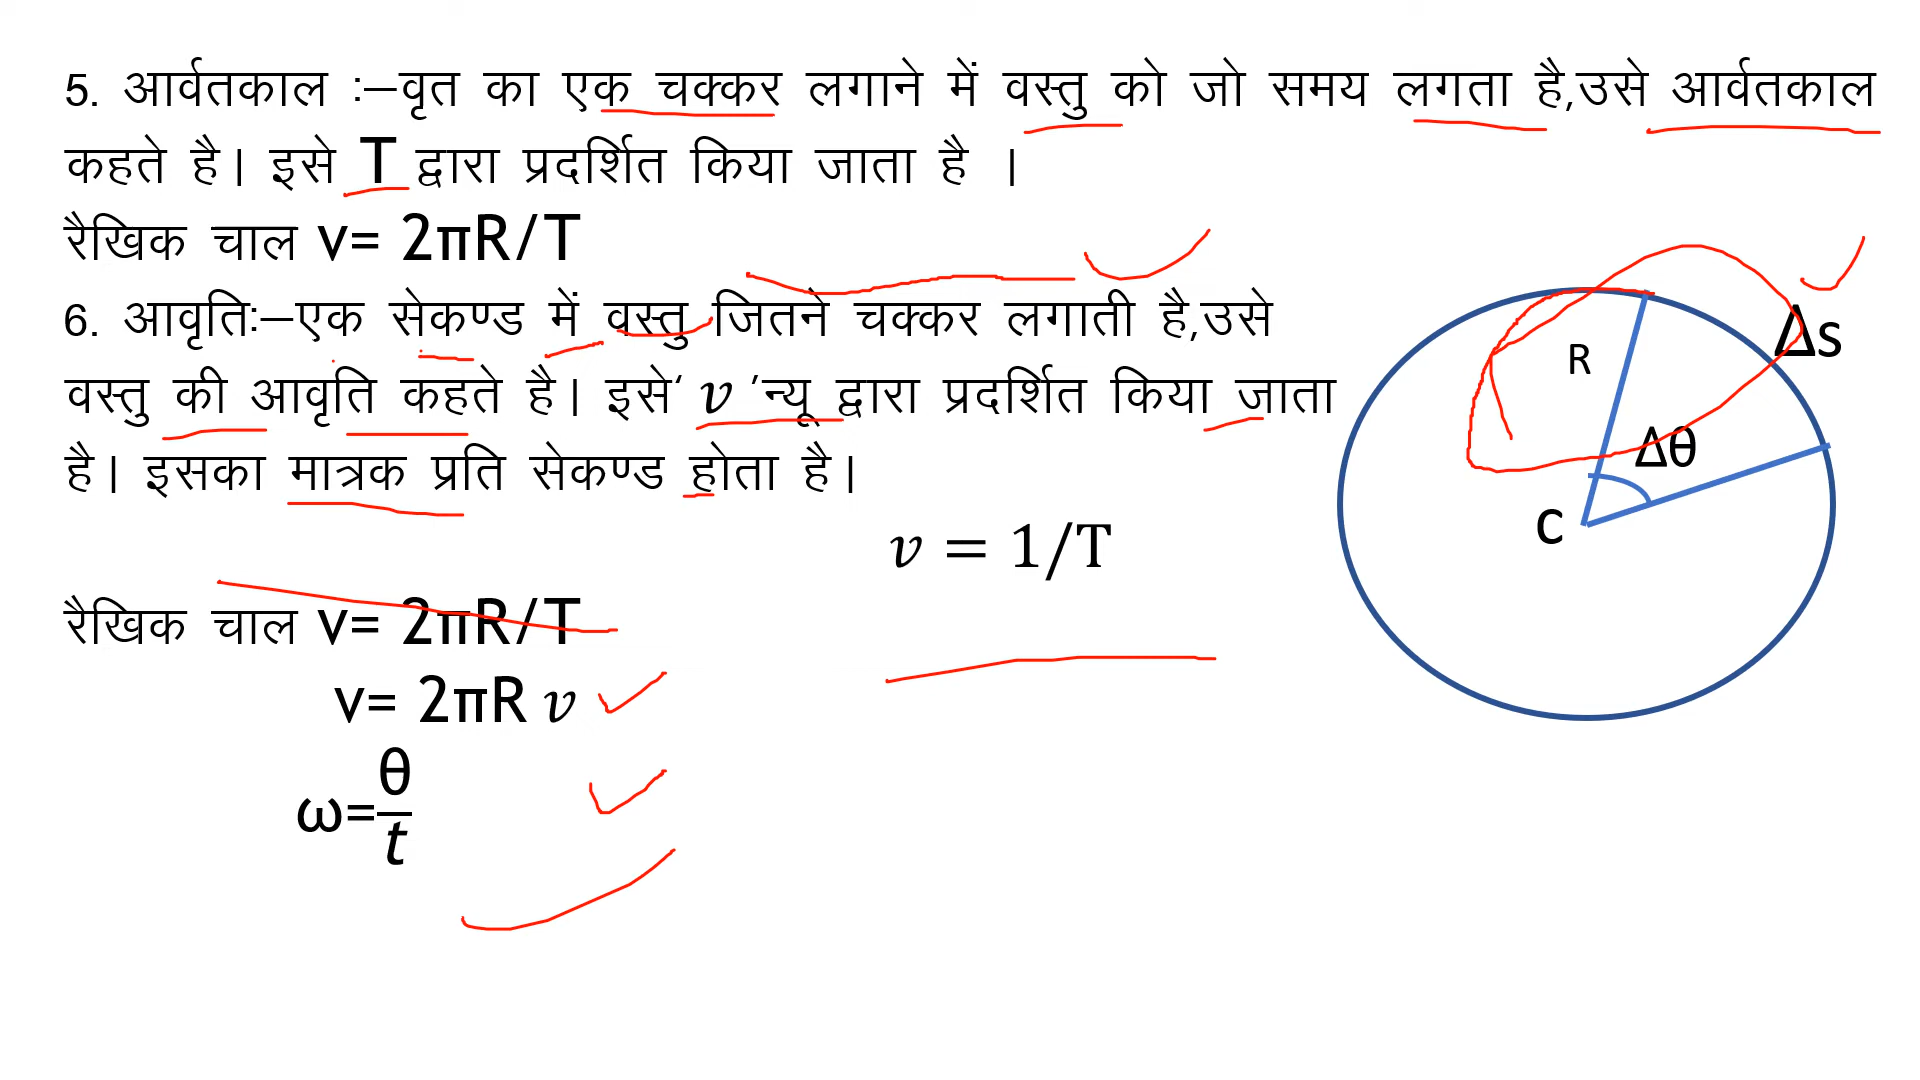 5. आर्वतकाल :–वृत का एक चक्कर लगाने में वस्तु को जो समय लगता है,उसे आर्वतकाल
कहते है। इसे T द्वारा प्रदर्शित किया जाता है ।
रैखिक चाल v= 2πR/T
6. आवृतिः–एक सेकण्ड में वस्तु जितने चक्कर लगाती है,उसे
वस्तु की आवृति कहते है। इसे‘ 𝑣 ’न्यू द्वारा प्रदर्शित किया जाता
है। इसका मात्रक प्रति सेकण्ड होता है।
𝑣 = 1/T
रैखिक चाल v= 2πR/T
v= 2πR 𝑣
ω=θ/t
Δs
R
Δθ
C